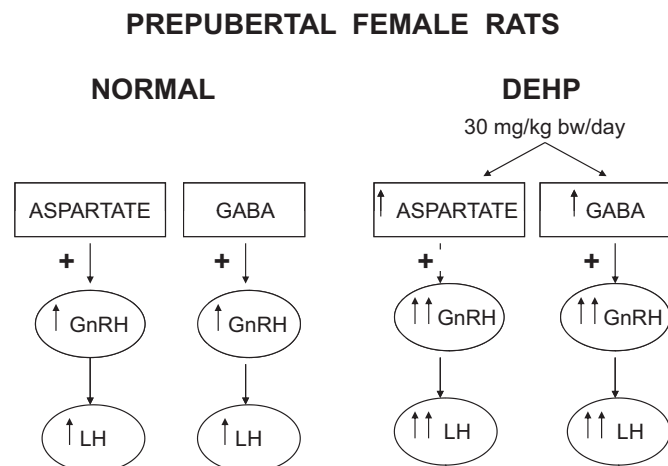 PREPUBERTAL FEMALE RATS
NORMAL
DEHP
30 mg/kg bw/day
ASPARTATE
GABA
↑ ASPARTATE
↑ GABA
+
+
+
+
↑ GnRH
↑ GnRH
↑↑ GnRH
↑↑ GnRH
↑ LH
↑ LH
↑↑ LH
↑↑ LH